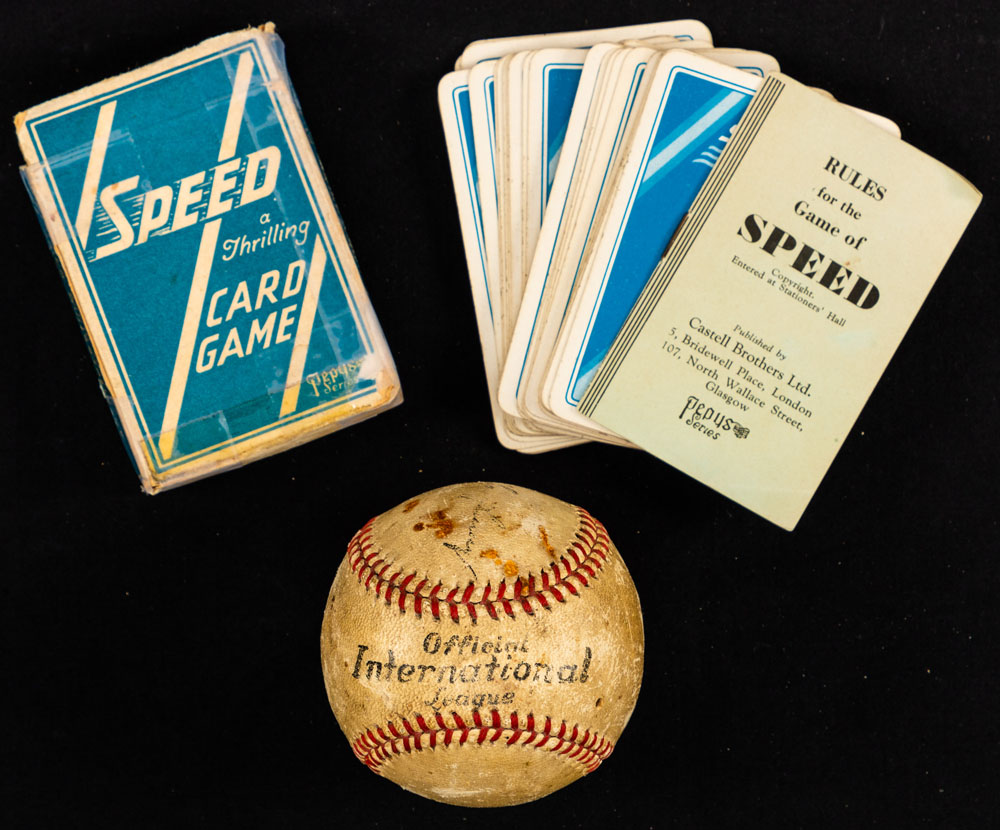 SPEED
a
Thrilling
CARD
GAME
Pepys
Series
RULES
for the
Game of
SPEED
Copyright.
Entered at Stationers' Hall
Published by
Castell Brothers Ltd.
5, Bridewell Place, London
107, North Wallace Street,
Glasgow
Pepys
Series
Official
International
League